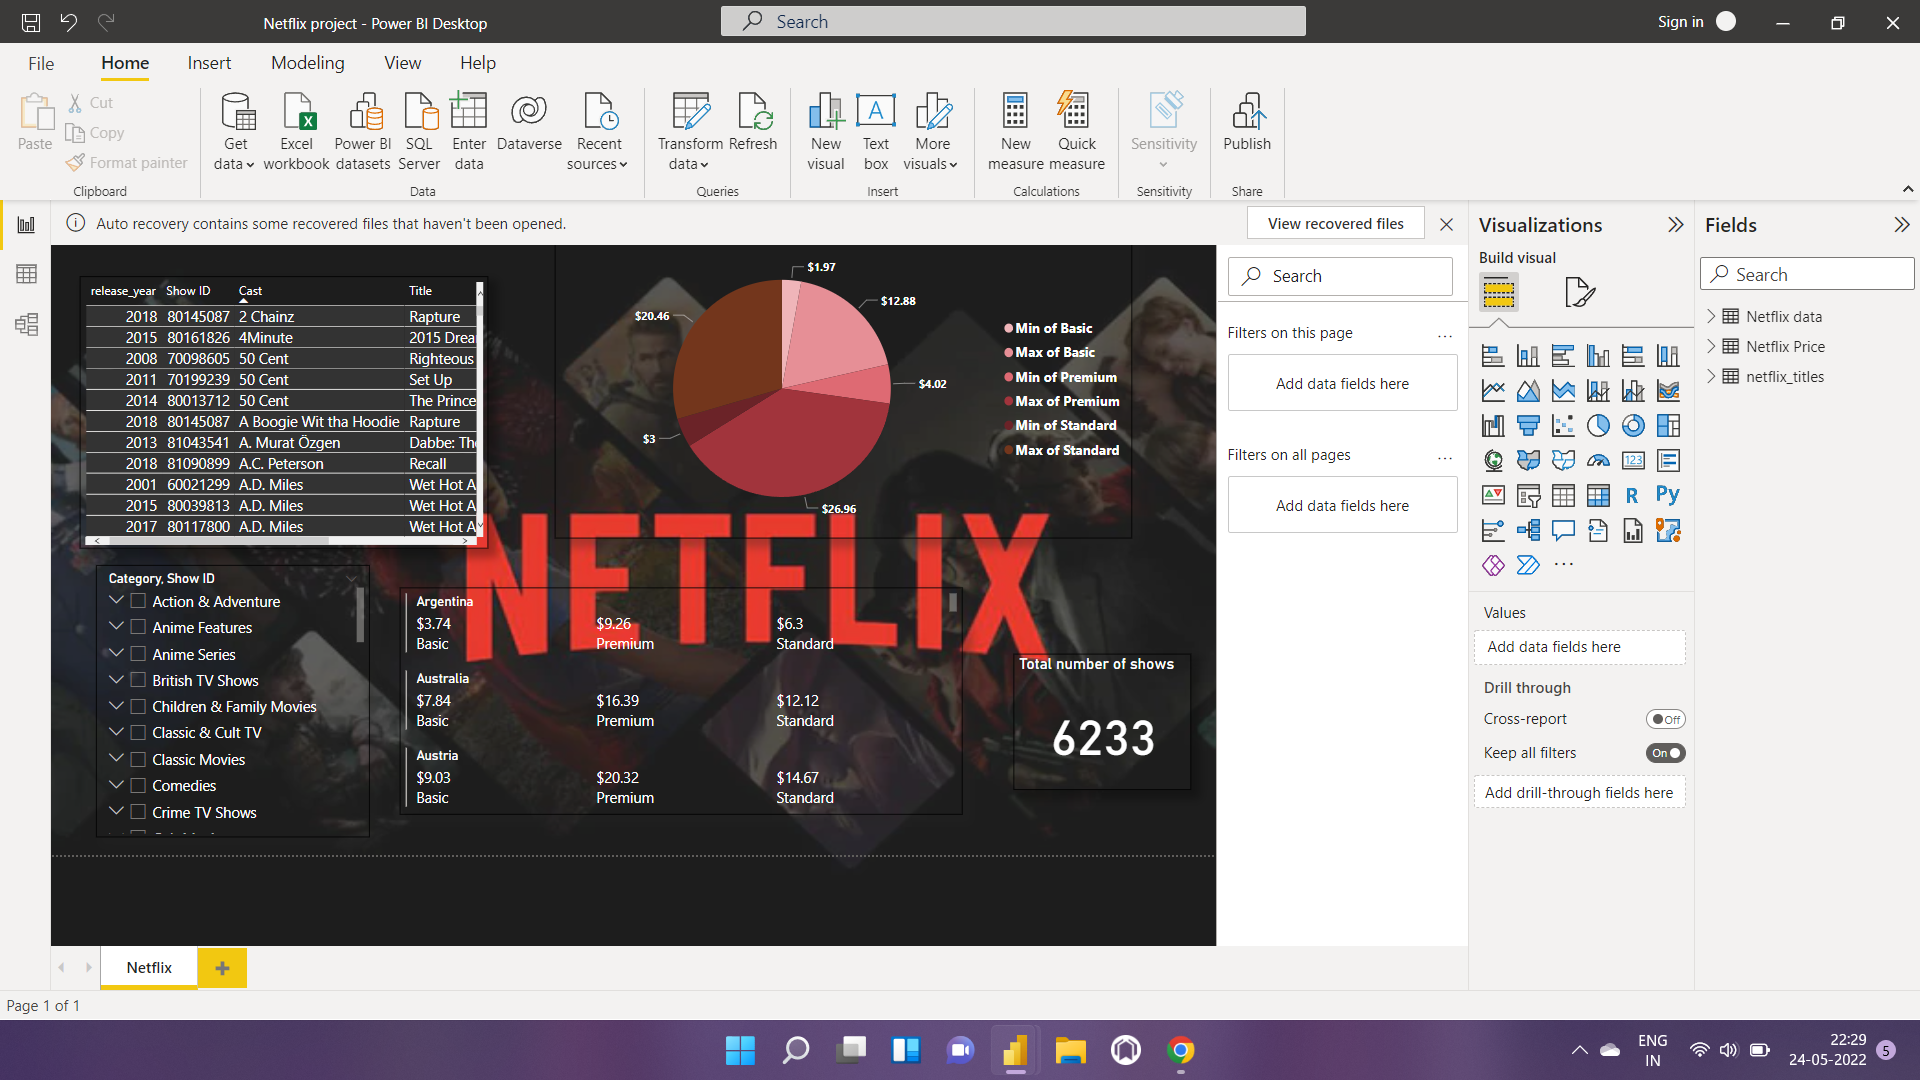 Netflix project - Power BI Desktop
Search
Sign in
File Home Insert Modeling View Help
Paste
Cut
Copy
Format painter
Clipboard
Get data
Excel workbook
Power BI datasets
SQL Server
Enter data
Dataverse
Recent sources
Data
Transform data
Refresh
Queries
New visual
Text box
More visuals
Insert
New measure
Quick measure
Calculations
Sensitivity
Sensitivity
Publish
Share
Auto recovery contains some recovered files that haven't been opened.
View recovered files
release_year Show ID Cast Title
2018 80145087 2 Chainz Rapture
2015 80161826 4Minute 2015 Drea
2008 70098605 50 Cent Righteous
2011 70199239 50 Cent Set Up
2014 80013712 50 Cent The Prince
2018 80145087 A Boogie Wit tha Hoodie Rapture
2013 81043541 A. Murat Özgen Dabbe: The
2018 81090899 A.C. Peterson Recall
2001 60021299 A.D. Miles Wet Hot A
2015 80039813 A.D. Miles Wet Hot A
2017 80117800 A.D. Miles Wet Hot A
$1.97
$12.88
$4.02
$26.96
$3
$20.46
Min of Basic
Max of Basic
Min of Premium
Max of Premium
Min of Standard
Max of Standard
NETFLIX
Category, Show ID
Action & Adventure
Anime Features
Anime Series
British TV Shows
Children & Family Movies
Classic & Cult TV
Classic Movies
Comedies
Crime TV Shows
Argentina
$3.74 $9.26 $6.3
Basic Premium Standard
Australia
$7.84 $16.39 $12.12
Basic Premium Standard
Austria
$9.03 $20.32 $14.67
Basic Premium Standard
Total number of shows
6233
Search
Filters on this page
Add data fields here
Filters on all pages
Add data fields here
Visualizations
Build visual
123
R
Py
Values
Add data fields here
Drill through
Cross-report
Off
Keep all filters
On
Add drill-through fields here
Fields
Search
Netflix data
Netflix Price
netflix_titles
Netflix
Page 1 of 1
ENG
IN
22:29
24-05-2022
5